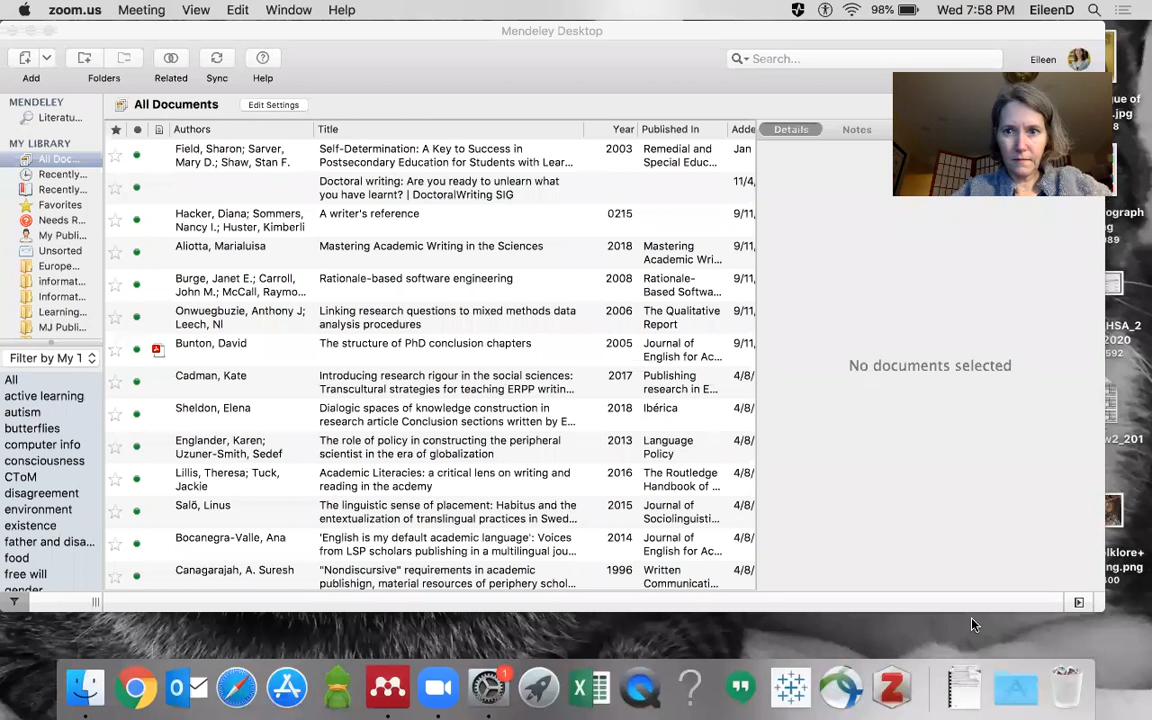 zoom.us Meeting View Edit Window Help 98% Wed 7:58 PM EileenD
Mendeley Desktop
Search...
Eileen
Add Folders Related Sync Help
MENDELEY
Literatu...
MY LIBRARY
All Doc...
Recently...
Recently...
Favorites
Needs R...
My Publi...
Unsorted
Europe...
informat...
Informat...
Learning...
MJ Publi...
Filter by My T
All
active learning
autism
butterflies
computer info
consciousness
CToM
disagreement
environment
existence
father and disa...
food
free will
gender
All Documents Edit Settings
Authors Title Year Published In Adde
Field, Sharon; Sarver, Self-Determination: A Key to Success in 2003 Remedial and Jan
Mary D.; Shaw, Stan F. Postsecondary Education for Students with Lear... Special Educ...
Doctoral writing: Are you ready to unlearn what 11/4,
you have learnt? | DoctoralWriting SIG
Hacker, Diana; Sommers, A writer's reference 0215 9/11,
Nancy I.; Huster, Kimberli
Aliotta, Marialuisa Mastering Academic Writing in the Sciences 2018 Mastering 9/11,
Academic Wri...
Burge, Janet E.; Carroll, Rationale-based software engineering 2008 Rationale- 9/11,
John M.; McCall, Raymo... Based Softwa...
Onwuegbuzie, Anthony J; Linking research questions to mixed methods data 2006 The Qualitative 9/11,
Leech, Nl analysis procedures Report
Bunton, David The structure of PhD conclusion chapters 2005 Journal of 9/11,
English for Ac...
Cadman, Kate Introducing research rigour in the social sciences: 2017 Publishing 4/8/
Transcultural strategies for teaching ERPP writin... research in E...
Sheldon, Elena Dialogic spaces of knowledge construction in 2018 Ibérica 4/8/
research article Conclusion sections written by E...
Englander, Karen; The role of policy in constructing the peripheral 2013 Language 4/8/
Uzuner-Smith, Sedef scientist in the era of globalization Policy
Lillis, Theresa; Tuck, Academic Literacies: a critical lens on writing and 2016 The Routledge 4/8/
Jackie reading in the acdemy Handbook of ...
Salö, Linus The linguistic sense of placement: Habitus and the 2015 Journal of 4/8/
entextualization of translingual practices in Swed... Sociolinguisti...
Bocanegra-Valle, Ana 'English is my default academic language': Voices 2014 Journal of 4/8/
from LSP scholars publishing in a multilingual jou... English for Ac...
Canagarajah, A. Suresh "Nondiscursive" requirements in academic 1996 Written 4/8/
publishign, material resources of periphery schol... Communicati...
Details Notes
No documents selected
gue of
.jpg
ograph
989
HSA_2
2020
592
w2_201
olklore+
ng.png
400
1